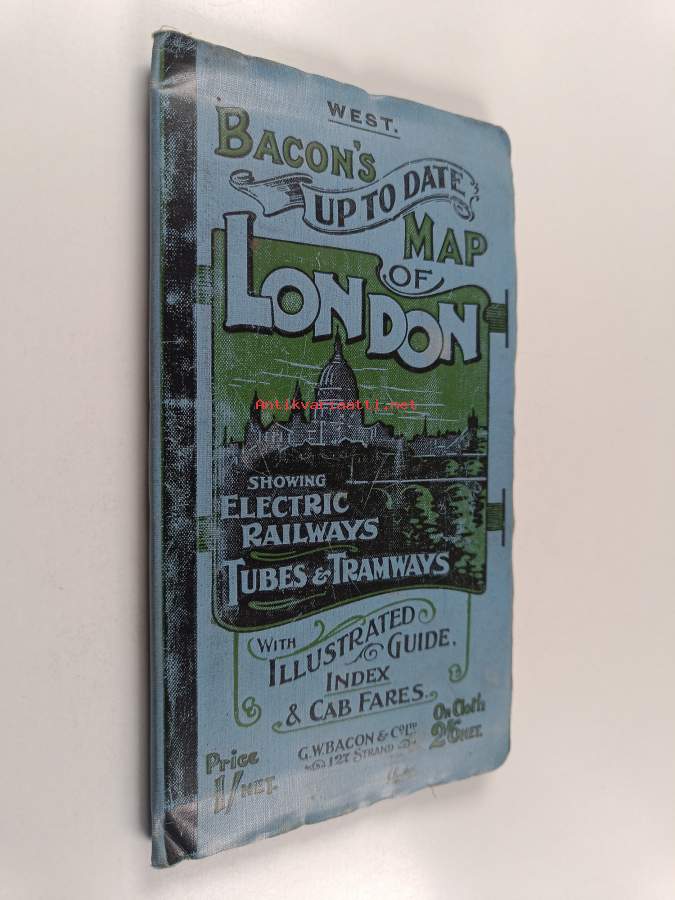 WEST.
BACON'S
UP TO DATE
MAP
OF
LONDON
Antikvariaatti.net
SHOWING
ELECTRIC
RAILWAYS
TUBES & TRAMWAYS
WITH
ILLUSTRATED
GUIDE.
INDEX
& CAB FARES.
G.W. BACON & Co LTD
127 STRAND
Price
1/ NET.
On Cloth
2/6 NET.